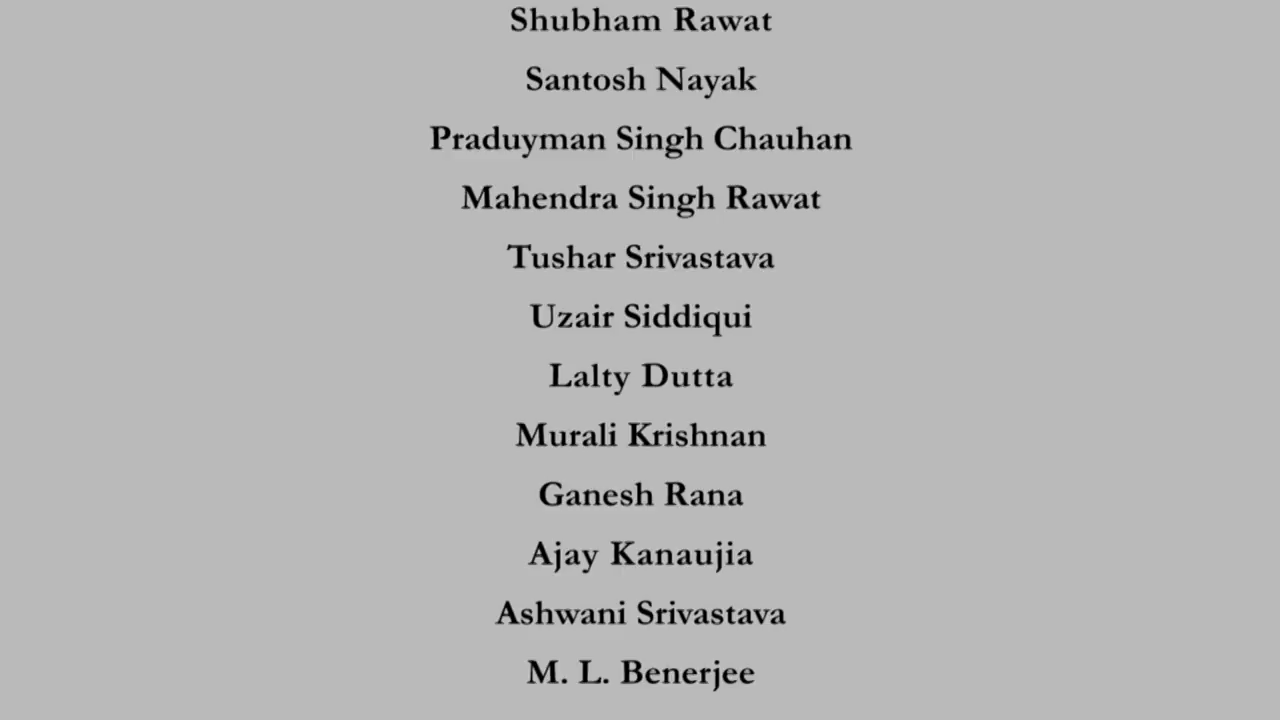 Shubham Rawat
Santosh Nayak
Praduyman Singh Chauhan
Mahendra Singh Rawat
Tushar Srivastava
Uzair Siddiqui
Lalty Dutta
Murali Krishnan
Ganesh Rana
Ajay Kanaujia
Ashwani Srivastava
M. L. Benerjee